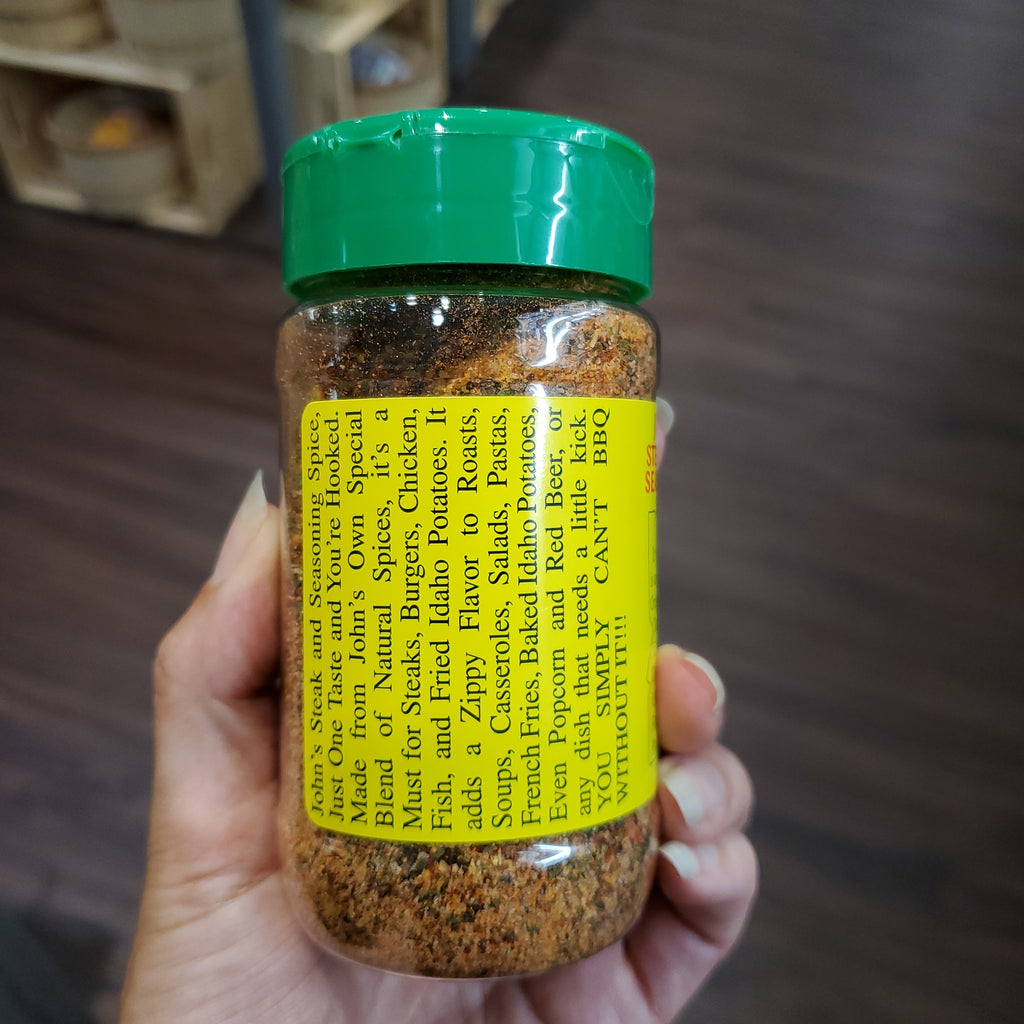 John's Steak and Seasoning Spice,
Just One Taste and You're Hooked.
Made from John's Own Special
Blend of Natural Spices, it's a
Must for Steaks, Burgers, Chicken,
Fish, and Fried Idaho Potatoes. It
adds a Zippy Flavor to Roasts,
Soups, Casseroles, Salads, Pastas,
French Fries, Baked Idaho Potatoes,
Even Popcorn and Red Beer, or
any dish that needs a little kick.
YOU SIMPLY CAN'T BBQ
WITHOUT IT!!!!